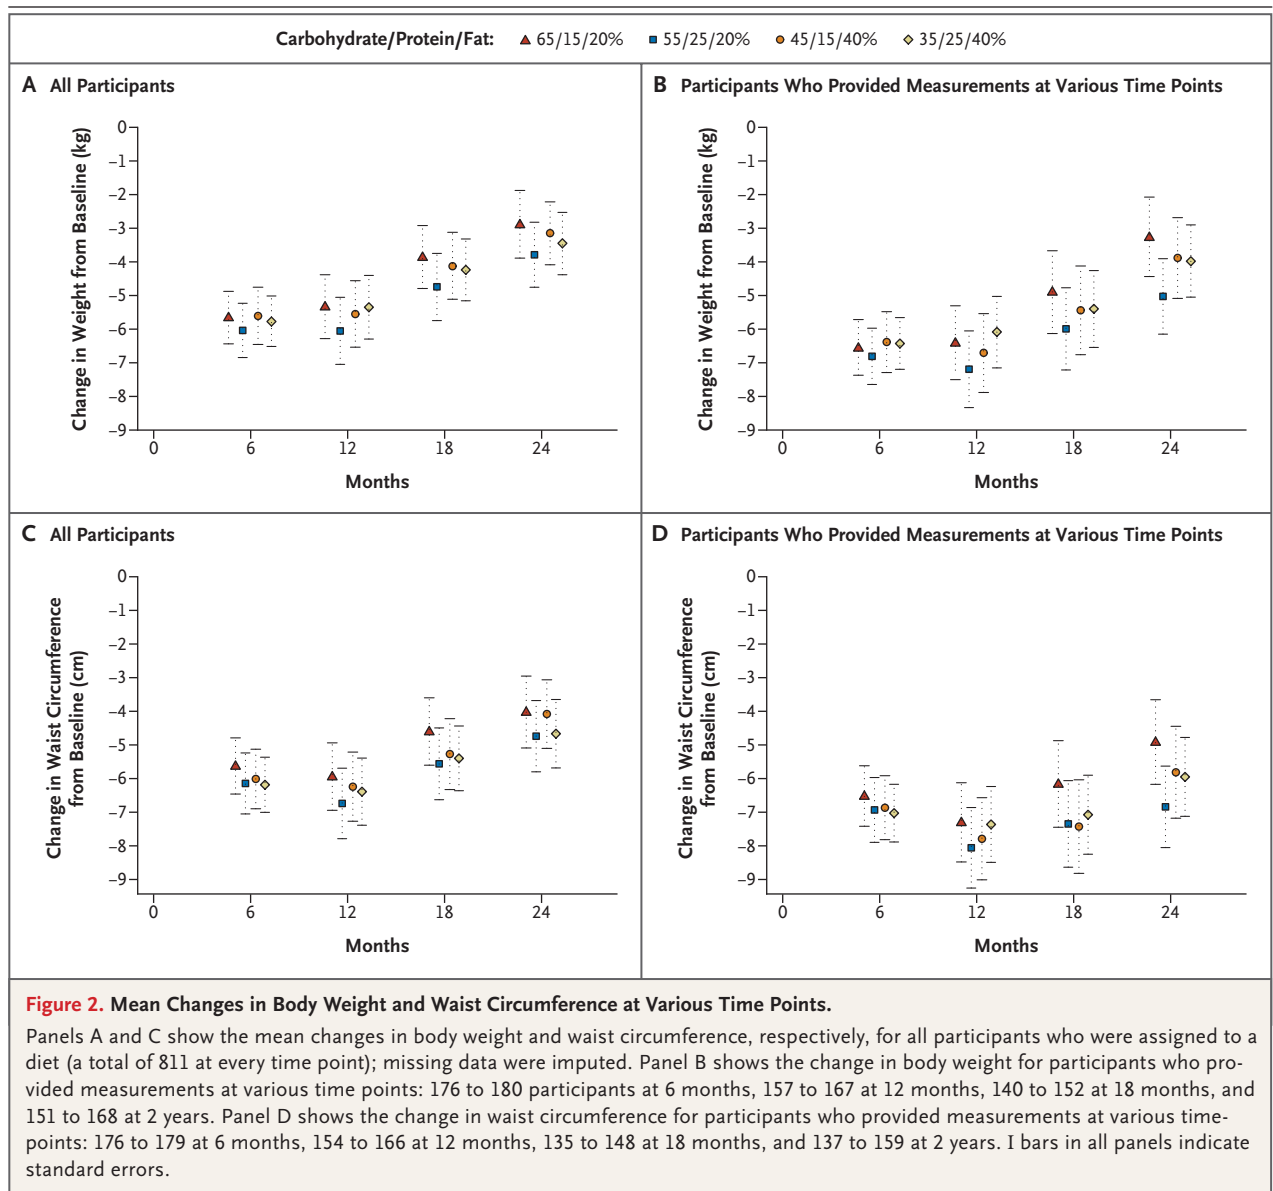 Carbohydrate/Protein/Fat: 65/15/20% 55/25/20% 45/15/40% 35/25/40%
A All Participants
Change in Weight from Baseline (kg)
0
–1
–2
–3
–4
–5
–6
–7
–8
–9
0 6 12 18 24
Months
B Participants Who Provided Measurements at Various Time Points
Change in Weight from Baseline (kg)
0
–1
–2
–3
–4
–5
–6
–7
–8
–9
0 6 12 18 24
Months
C All Participants
Change in Waist Circumference
from Baseline (cm)
0
–1
–2
–3
–4
–5
–6
–7
–8
–9
0 6 12 18 24
Months
D Participants Who Provided Measurements at Various Time Points
Change in Waist Circumference
from Baseline (cm)
0
–1
–2
–3
–4
–5
–6
–7
–8
–9
0 6 12 18 24
Months
Figure 2. Mean Changes in Body Weight and Waist Circumference at Various Time Points.
Panels A and C show the mean changes in body weight and waist circumference, respectively, for all participants who were assigned to a
diet (a total of 811 at every time point); missing data were imputed. Panel B shows the change in body weight for participants who pro-
vided measurements at various time points: 176 to 180 participants at 6 months, 157 to 167 at 12 months, 140 to 152 at 18 months, and
151 to 168 at 2 years. Panel D shows the change in waist circumference for participants who provided measurements at various time-
points: 176 to 179 at 6 months, 154 to 166 at 12 months, 135 to 148 at 18 months, and 137 to 159 at 2 years. I bars in all panels indicate
standard errors.